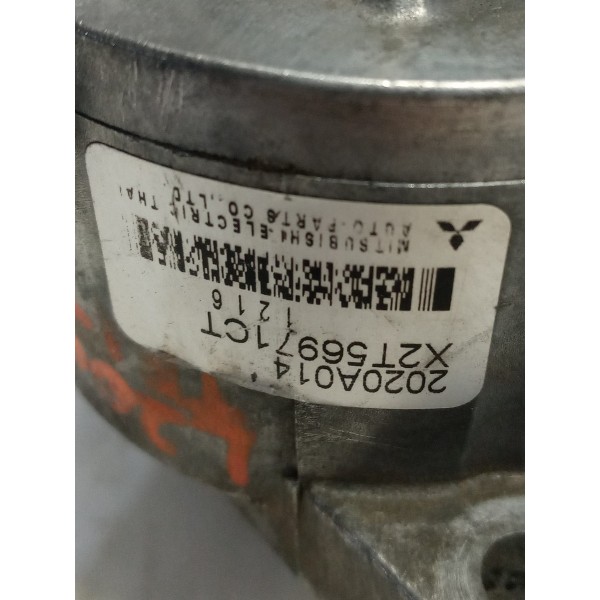 2020A014
X2T56971CT
1216
MITSUBISHI ELECTRIC THAI
AUTO-PARTS CO.,LTD